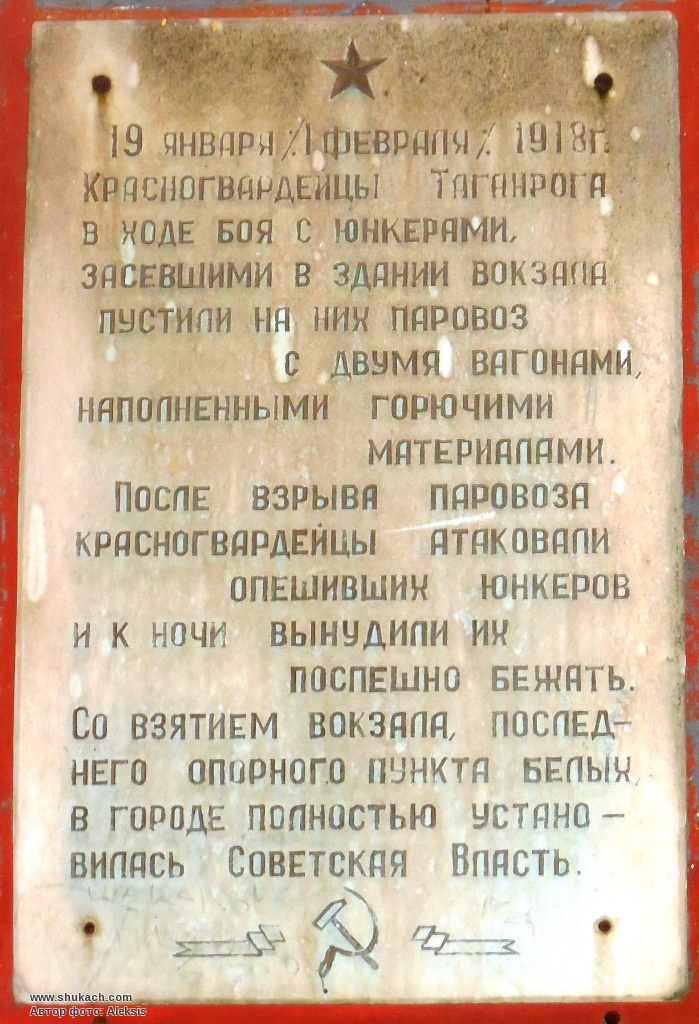 19 января /1 февраля/ 1918г.
Красногвардейцы Таганрога
в ходе боя с юнкерами,
засевшими в здании вокзала
пустили на них паровоз
с двумя вагонами,
наполненными горючими
материалами.
После взрыва паровоза
красногвардейцы атаковали
опешивших юнкеров
и к ночи вынудили их
поспешно бежать.
Со взятием вокзала, послед-
него опорного пункта белых,
в городе полностью устано-
вилась Советская Власть.
www.shukach.com
Автор фото: Aleksis